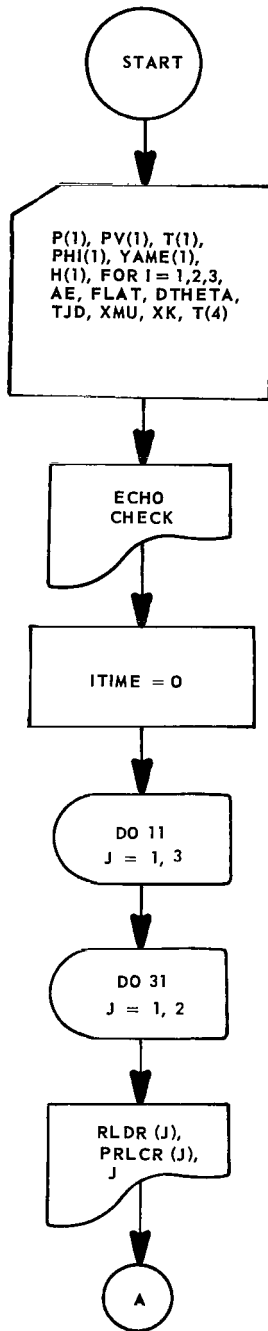 START
P(1), PV(1), T(1),
PHI(1), YAME(1),
H(1), FOR I = 1,2,3,
AE, FLAT, DTHETA,
TJD, XMU, XK, T(4)
ECHO
CHECK
ITIME = 0
DO 11
J = 1, 3
DO 31
J = 1, 2
RLDR (J),
PRLCR (J),
J
A